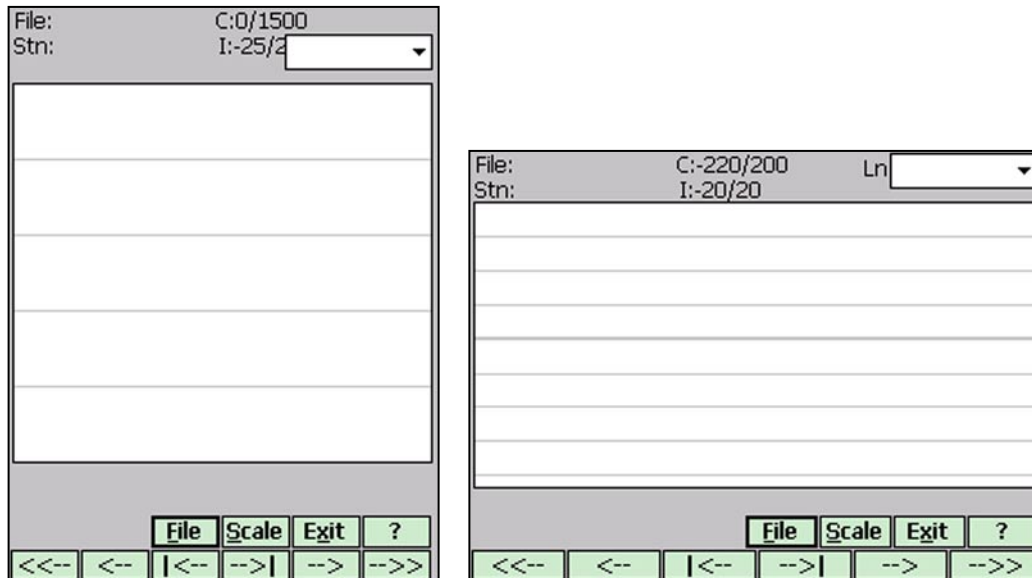 File: C:0/1500
Stn: I:-25/2
File Scale Exit ?
<<-- <-- |<-- -->| --> -->>
File: C:-220/200 Ln
Stn: I:-20/20
File Scale Exit ?
<<-- <-- |<-- -->| --> -->>